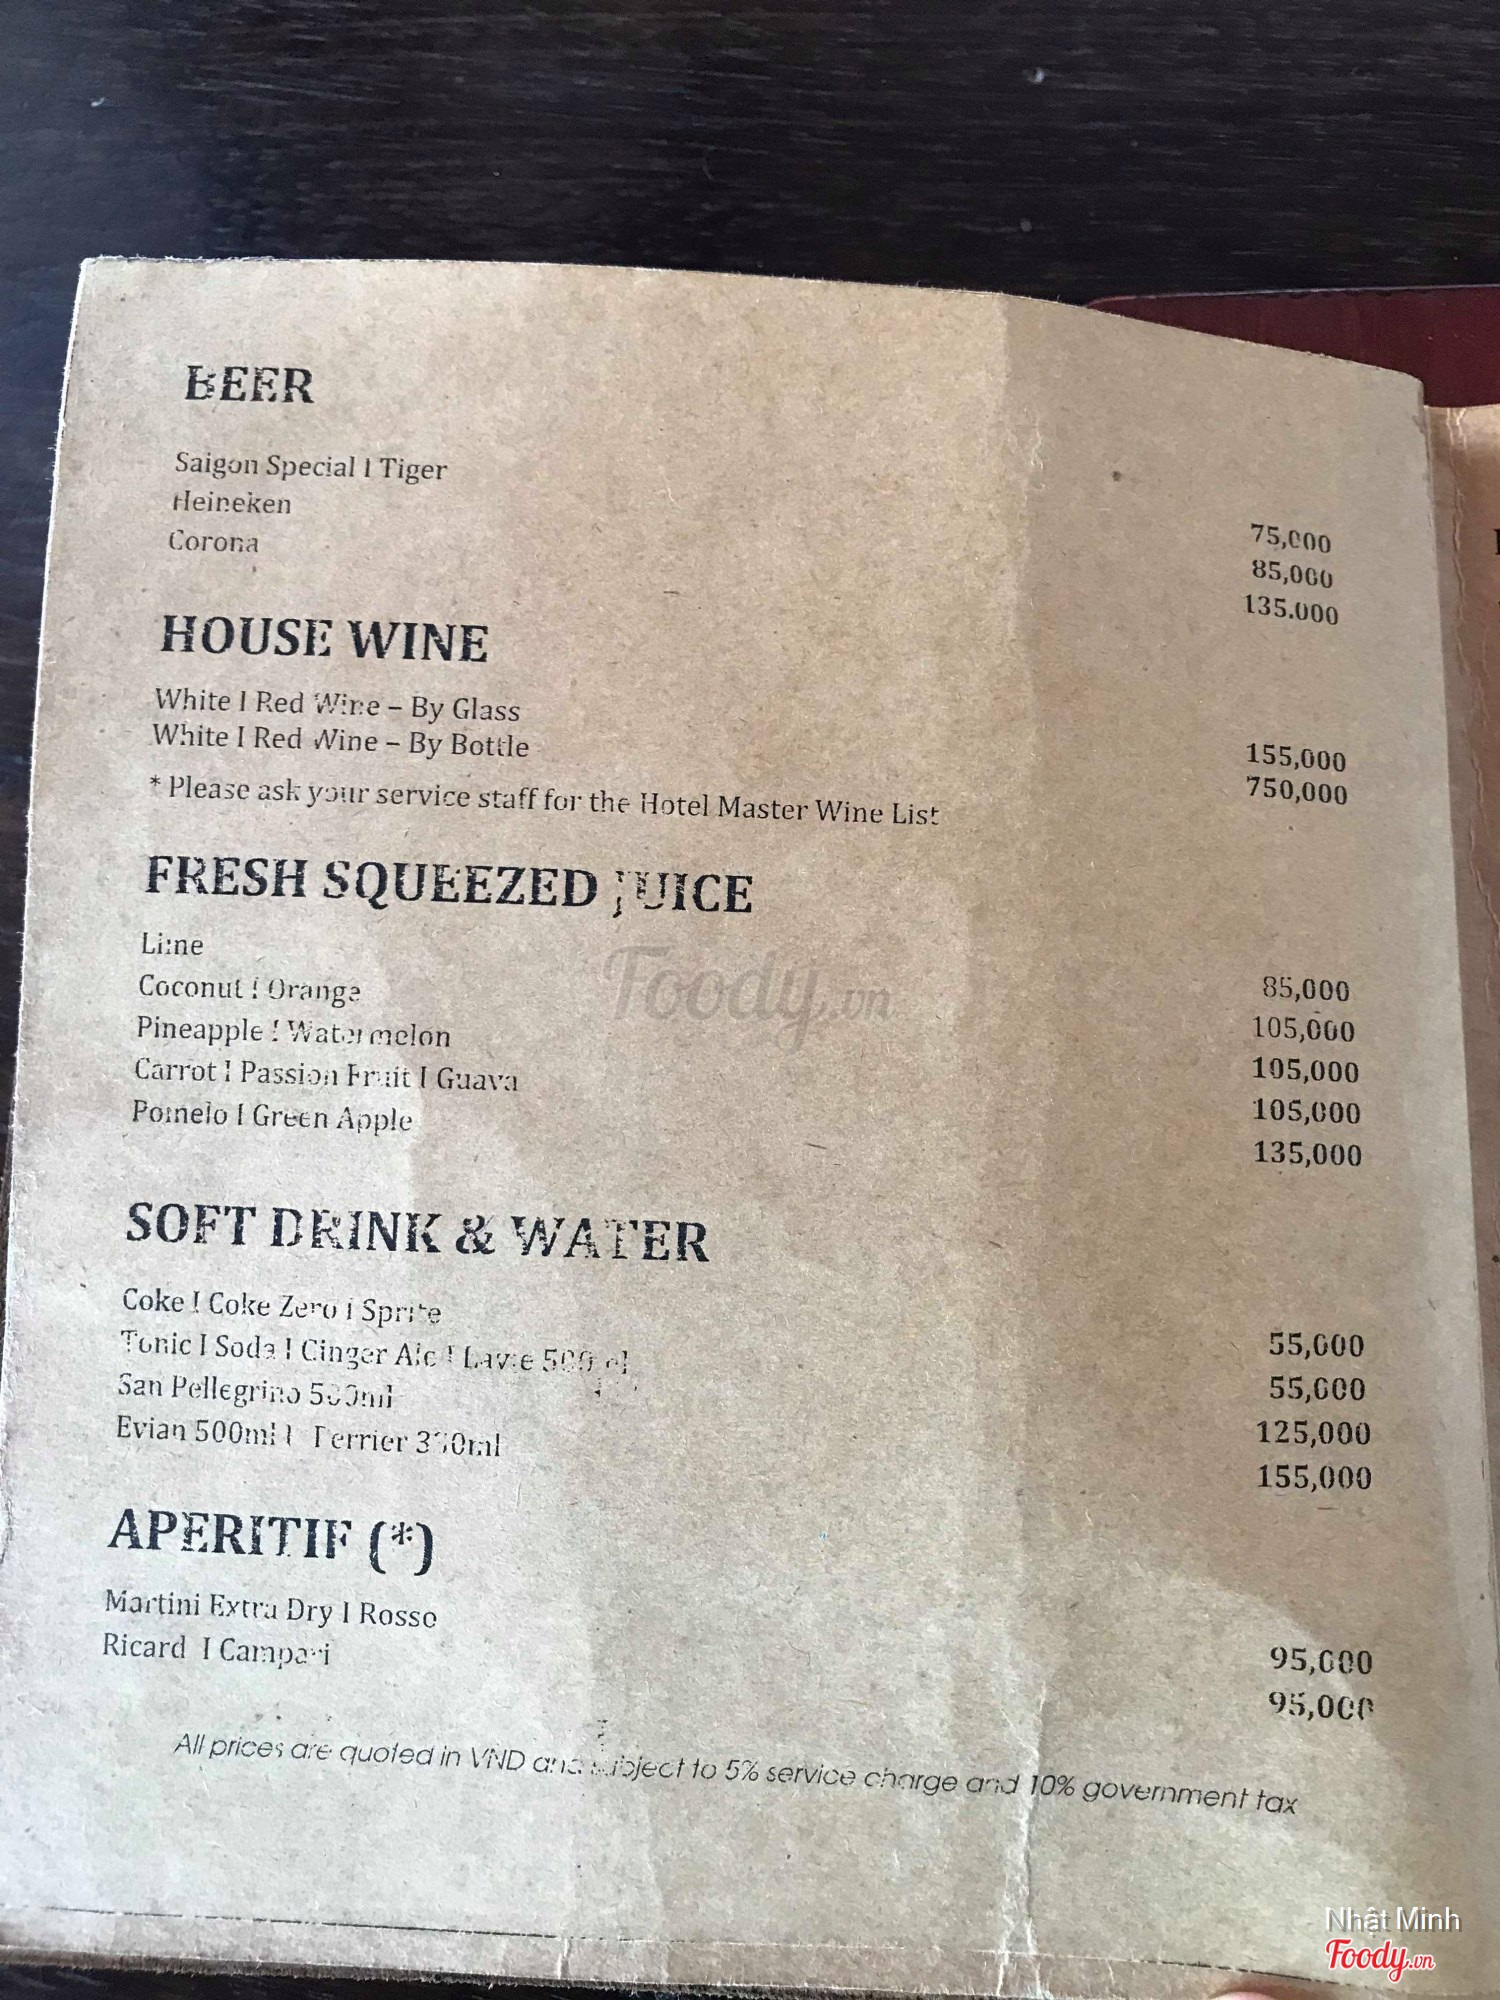 BEER
Saigon Special I Tiger 75,000
Heineken 85,000
Corona 135.000
HOUSE WINE
White I Red Wine – By Glass 155,000
White I Red Wine – By Bottle 750,000
* Please ask your service staff for the Hotel Master Wine List
FRESH SQUEEZED JUICE
Lime 85,000
Coconut I Orange 105,000
Pineapple I Watermelon 105,000
Carrot I Passion Fruit I Guava 105,000
Pomelo I Green Apple 135,000
Foody.vn
SOFT DRINK & WATER
Coke I Coke Zero I Sprite 55,000
Tonic I Soda I Ginger Ale I Lavie 500ml 55,000
San Pellegrino 500ml 125,000
Evian 500ml I Perrier 330ml 155,000
APERITIF (*)
Martini Extra Dry I Rosso 95,000
Ricard I Campari 95,000
All prices are quoted in VND and subject to 5% service charge and 10% government tax
Nhật Minh
Foody.vn